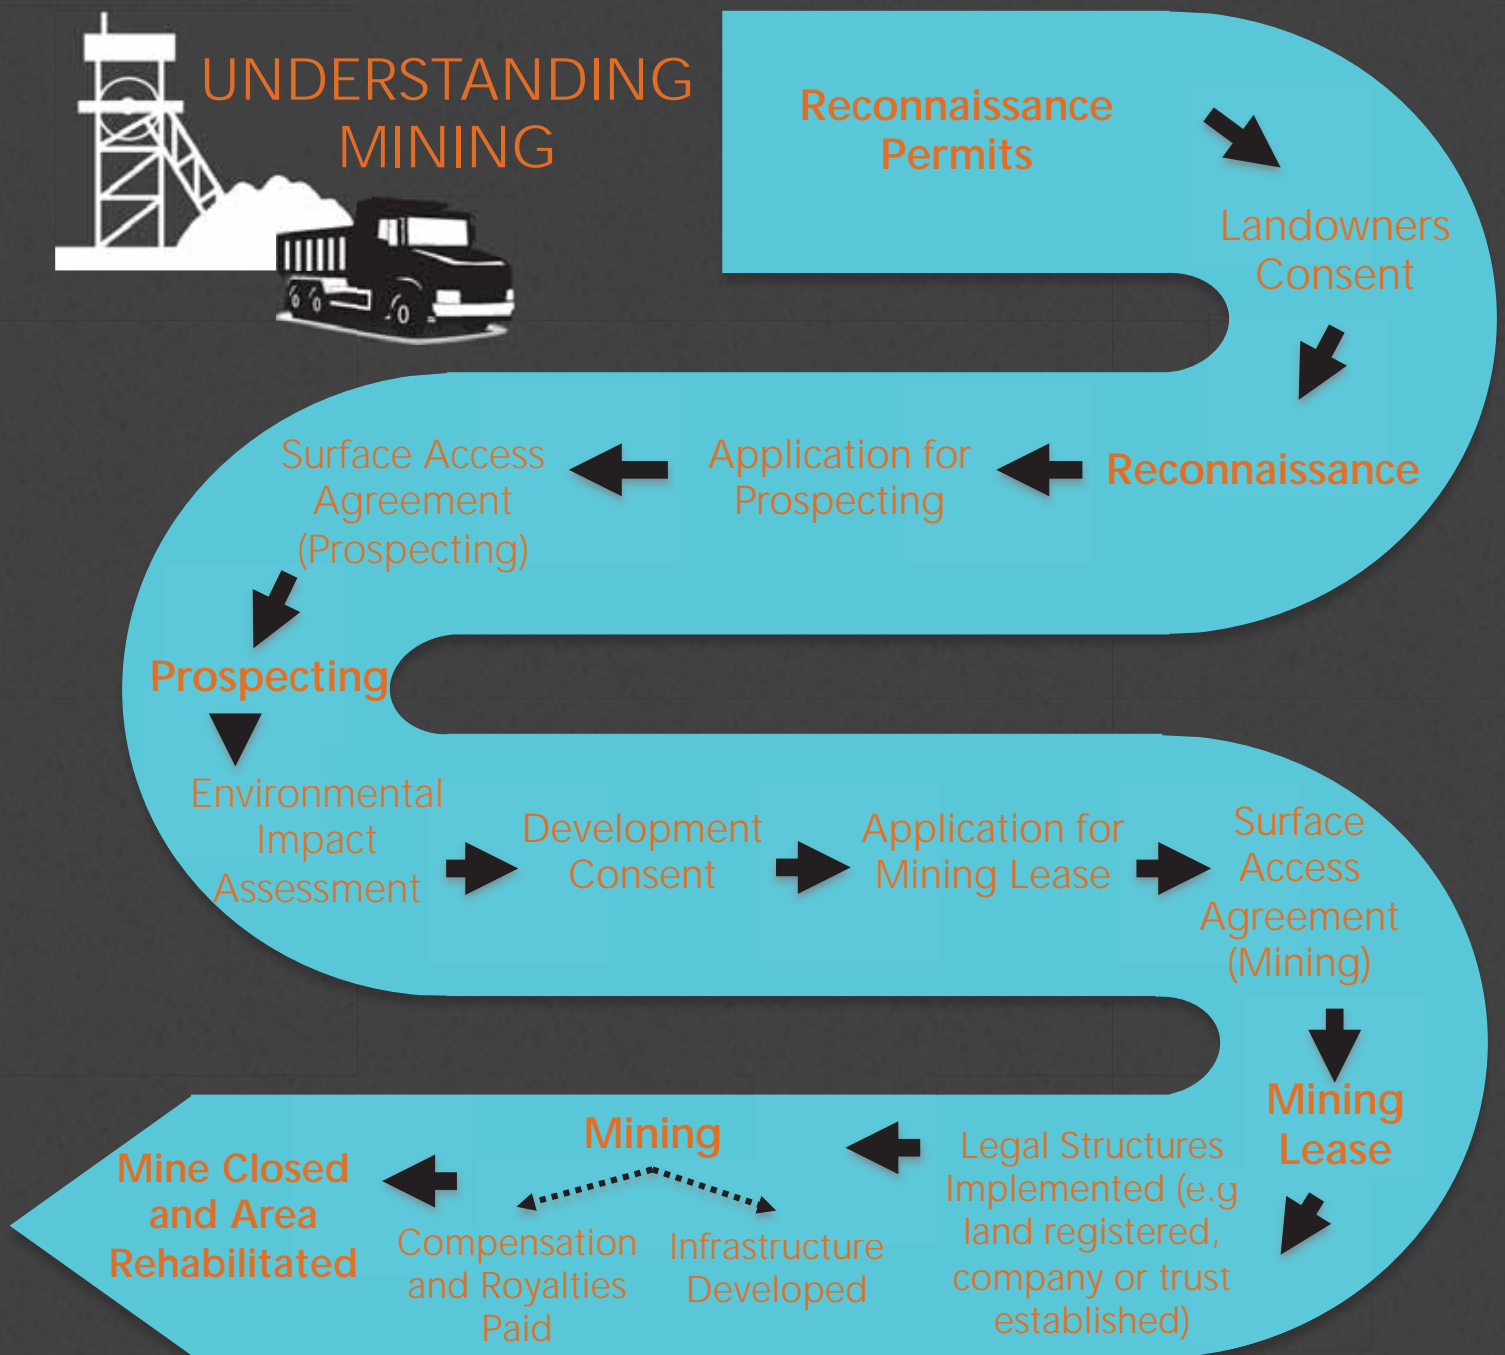 UNDERSTANDING
MINING
Reconnaissance
Permits
Landowners
Consent
Reconnaissance
Application for
Prospecting
Surface Access
Agreement
(Prospecting)
Prospecting
Environmental
Impact
Assessment
Development
Consent
Application for
Mining Lease
Surface
Access
Agreement
(Mining)
Mining
Lease
Legal Structures
Implemented (e.g
land registered,
company or trust
established)
Mining
Compensation
and Royalties
Paid
Infrastructure
Developed
Mine Closed
and Area
Rehabilitated